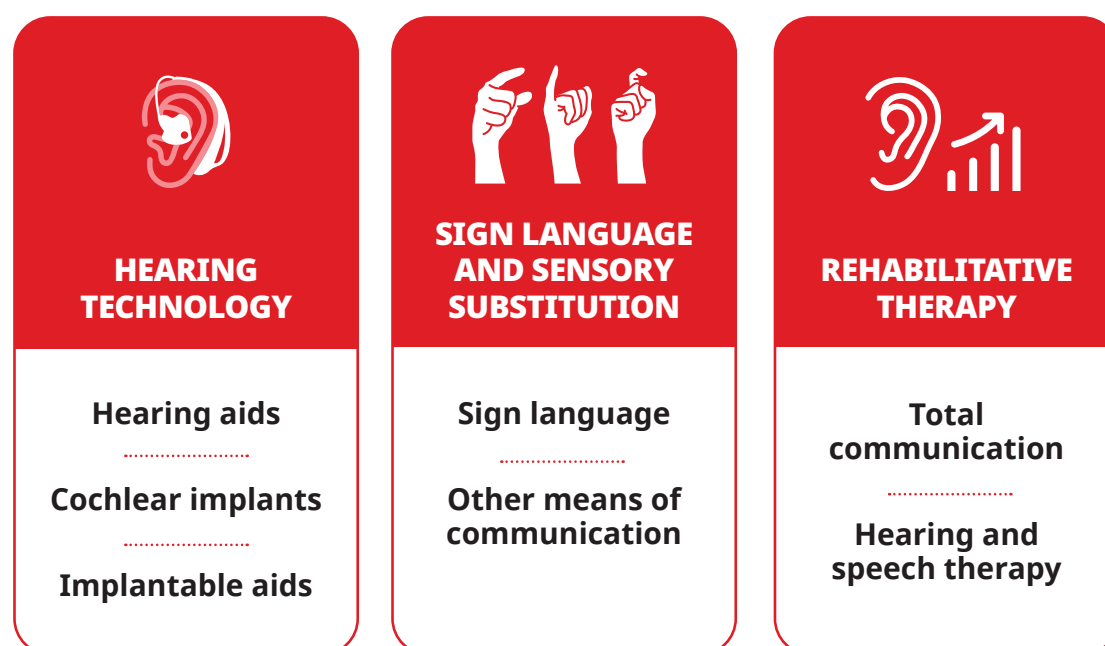 HEARING
TECHNOLOGY
Hearing aids
Cochlear implants
Implantable aids
SIGN LANGUAGE
AND SENSORY
SUBSTITUTION
Sign language
Other means of
communication
REHABILITATIVE
THERAPY
Total
communication
Hearing and
speech therapy